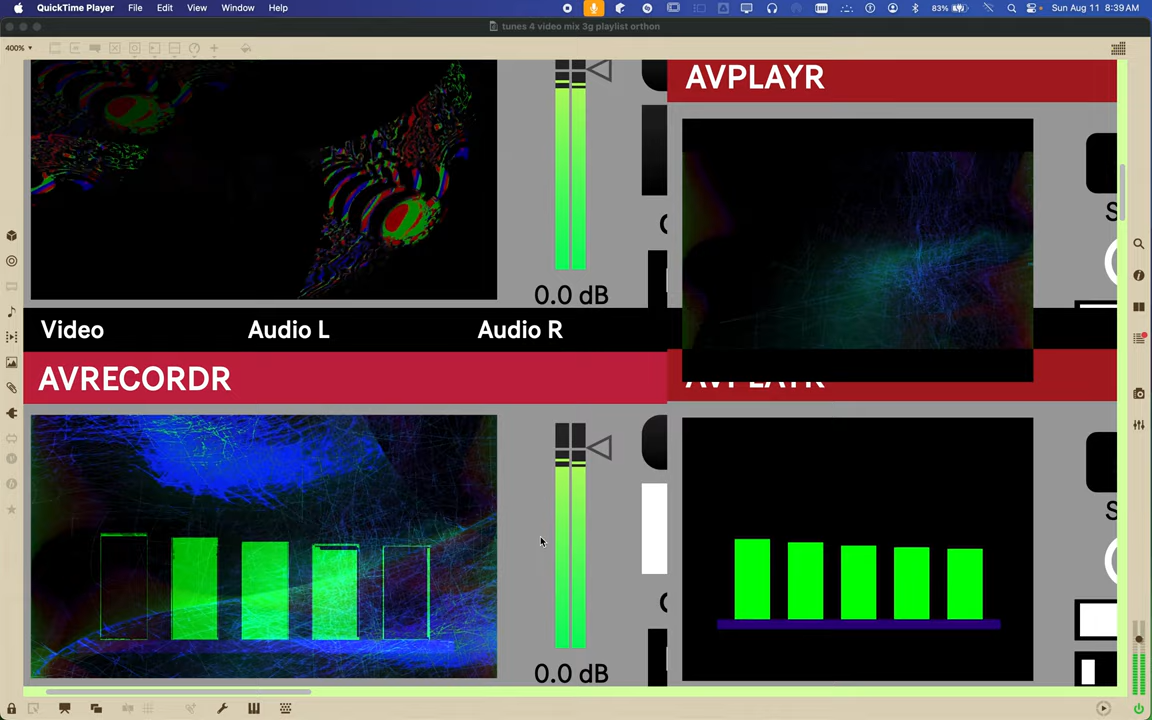 QuickTime Player File Edit View Window Help 83% Sun Aug 11 8:39 AM
tunes 4 video mix 3g playlist orthon
400%
AVPLAYR
S
0.0 dB
Video Audio L Audio R
AVRECORDR
AVPLAYR
S
0.0 dB